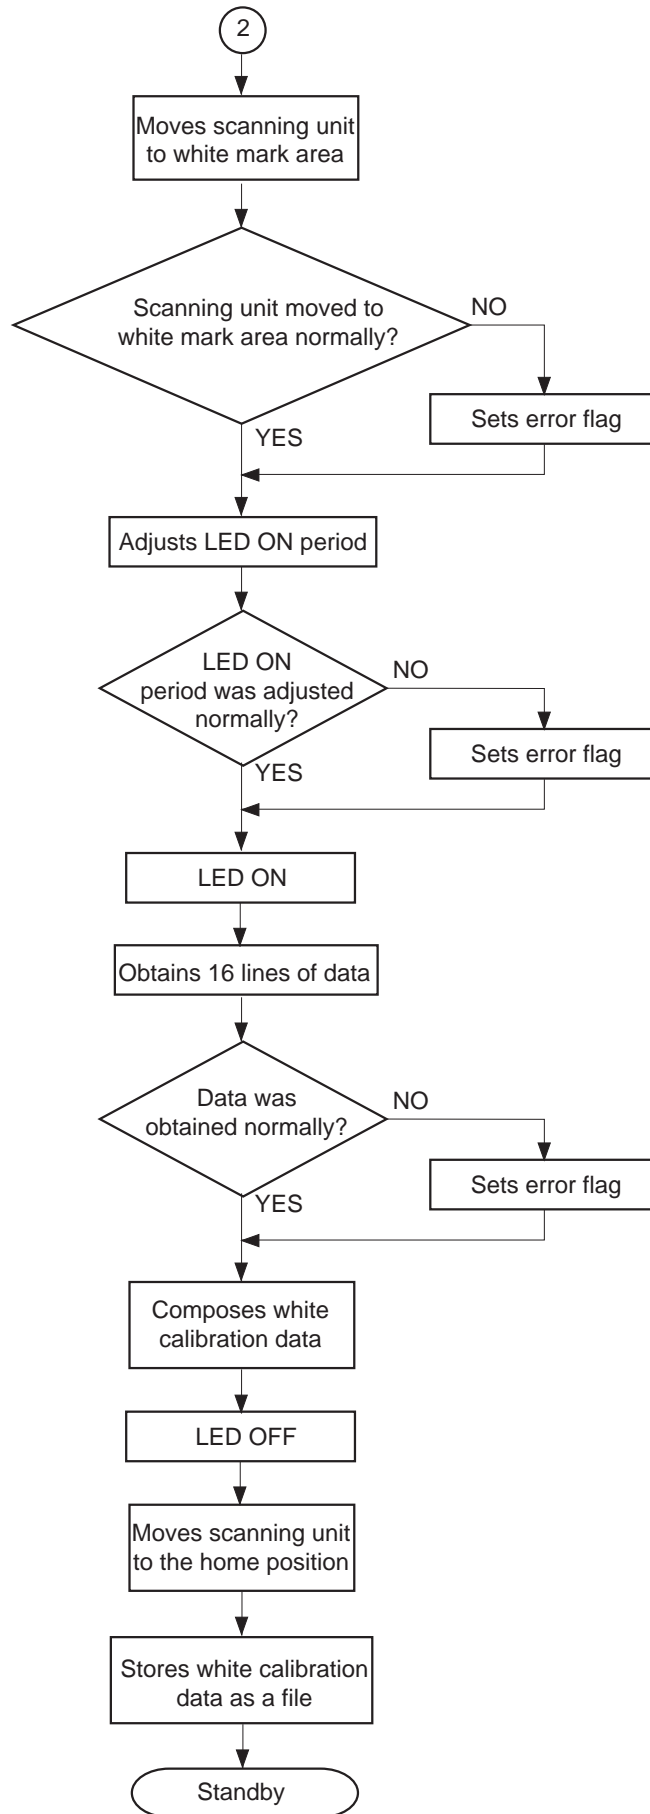 2
Moves scanning unit
to white mark area
Scanning unit moved to
white mark area normally?
NO
Sets error flag
YES
Adjusts LED ON period
LED ON
period was adjusted
normally?
NO
Sets error flag
YES
LED ON
Obtains 16 lines of data
Data was
obtained normally?
NO
Sets error flag
YES
Composes white
calibration data
LED OFF
Moves scanning unit
to the home position
Stores white calibration
data as a file
Standby